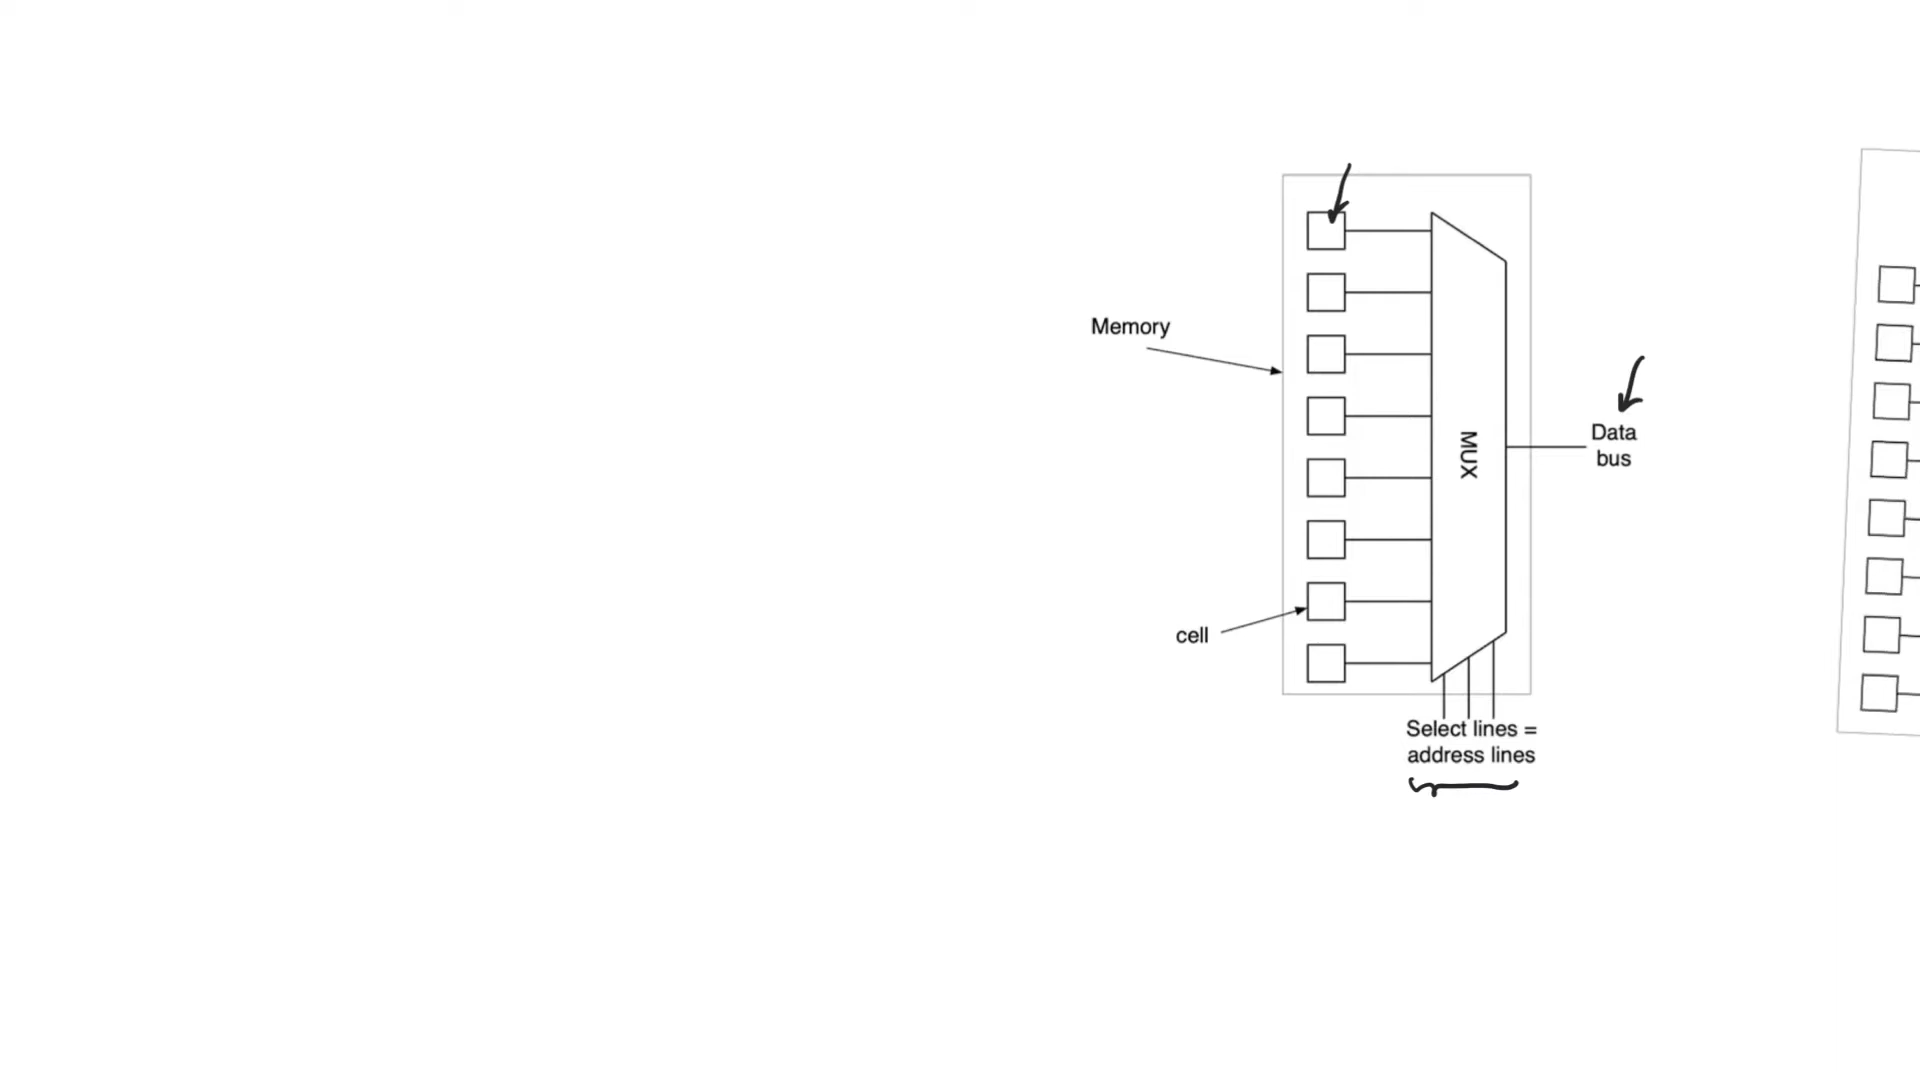 Memory
MUX
Data
bus
cell
Select lines =
address lines